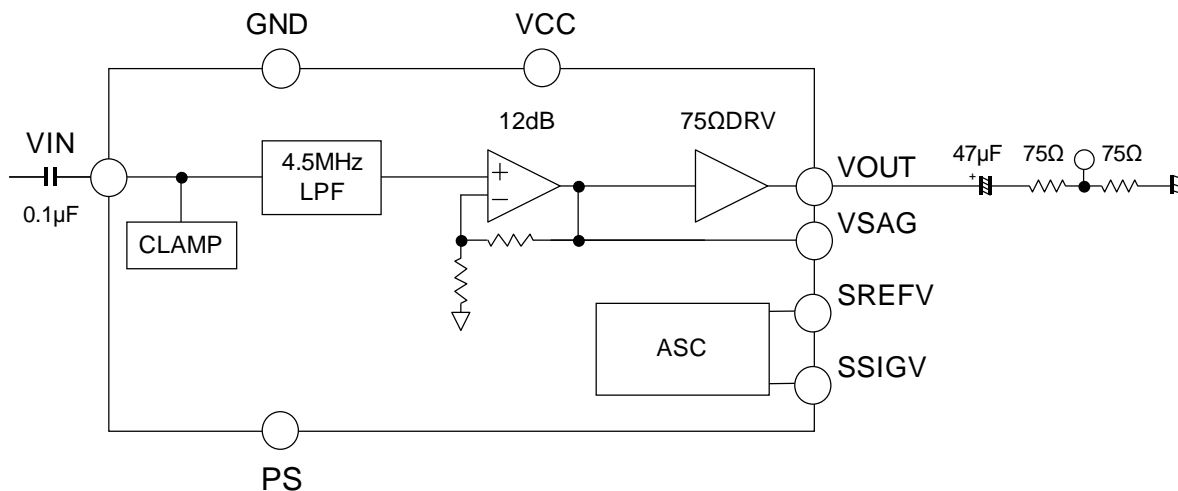 GND
VCC
12dB
75ΩDRV
VIN
4.5MHz
LPF
+
−
VOUT
47µF
+
75Ω
75Ω
0.1µF
CLAMP
VSAG
SREFV
ASC
SSIGV
PS